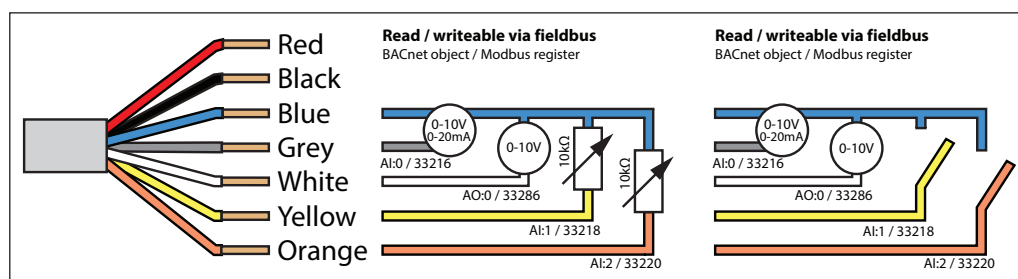 Red
Black
Blue
Grey
White
Yellow
Orange
Read / writeable via fieldbus
BACnet object / Modbus register
0-10V
0-20mA
0-10V
10kΩ
10kΩ
AI:0 / 33216
AO:0 / 33286
AI:1 / 33218
AI:2 / 33220
Read / writeable via fieldbus
BACnet object / Modbus register
0-10V
0-20mA
0-10V
AI:0 / 33216
AO:0 / 33286
AI:1 / 33218
AI:2 / 33220